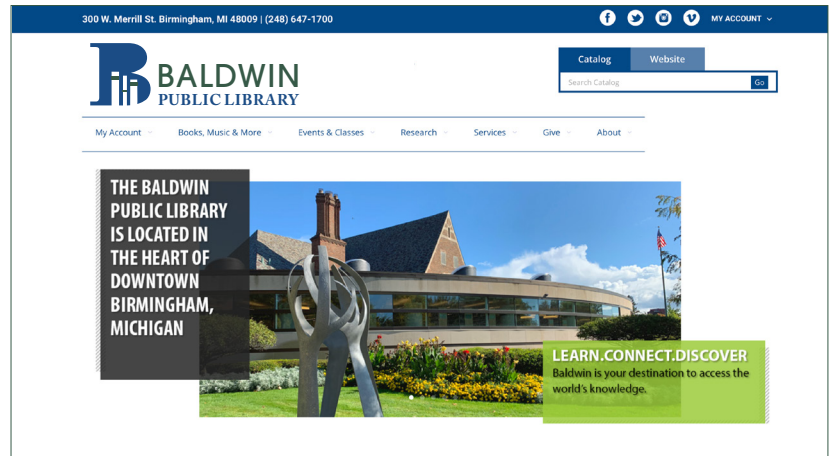 300 W. Merrill St. Birmingham, MI 48009 | (248) 647-1700
MY ACCOUNT
BALDWIN
PUBLIC LIBRARY
Catalog
Website
Search Catalog
Go
My Account
Books, Music & More
Events & Classes
Research
Services
Give
About
THE BALDWIN
PUBLIC LIBRARY
IS LOCATED IN
THE HEART OF
DOWNTOWN
BIRMINGHAM,
MICHIGAN
LEARN.CONNECT.DISCOVER
Baldwin is your destination to access the
world's knowledge.